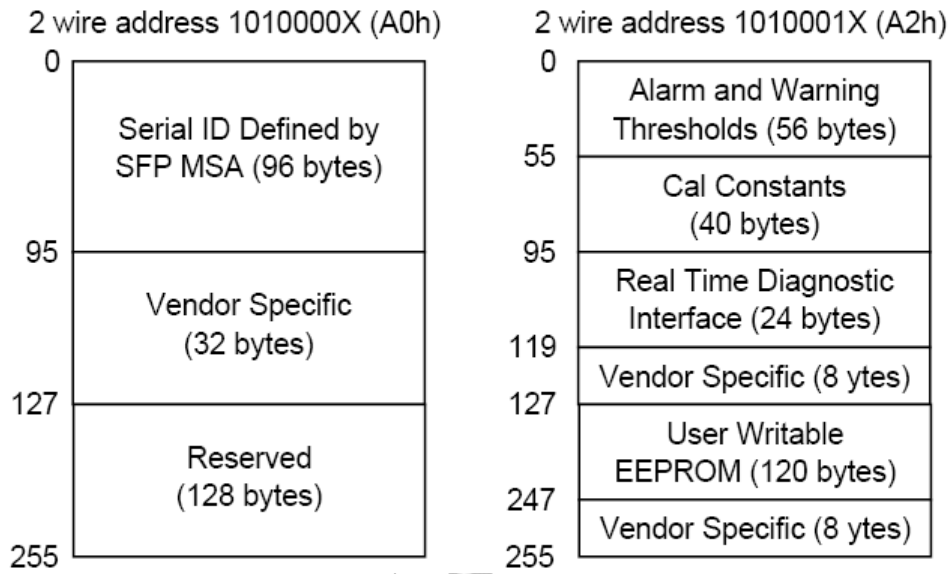 2 wire address 1010000X (A0h)
0
Serial ID Defined by
SFP MSA (96 bytes)
95
Vendor Specific
(32 bytes)
127
Reserved
(128 bytes)
255
2 wire address 1010001X (A2h)
0
Alarm and Warning
Thresholds (56 bytes)
55
Cal Constants
(40 bytes)
95
Real Time Diagnostic
Interface (24 bytes)
119
Vendor Specific (8 ytes)
127
User Writable
EEPROM (120 bytes)
247
Vendor Specific (8 ytes)
255